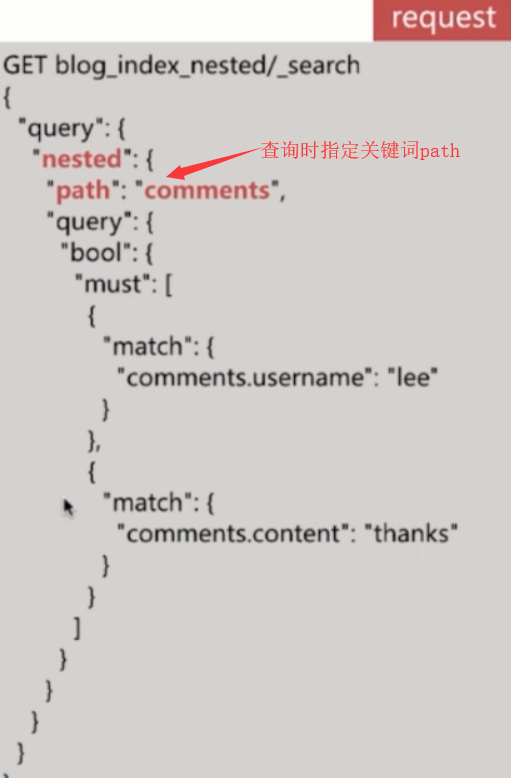 request
GET blog_index_nested/_search
{
"query": {
"nested": {
查询时指定关键词path
"path": "comments",
"query": {
"bool": {
"must": [
{
"match": {
"comments.username": "lee"
}
},
{
"match": {
"comments.content": "thanks"
}
}
]
}
}
}
}